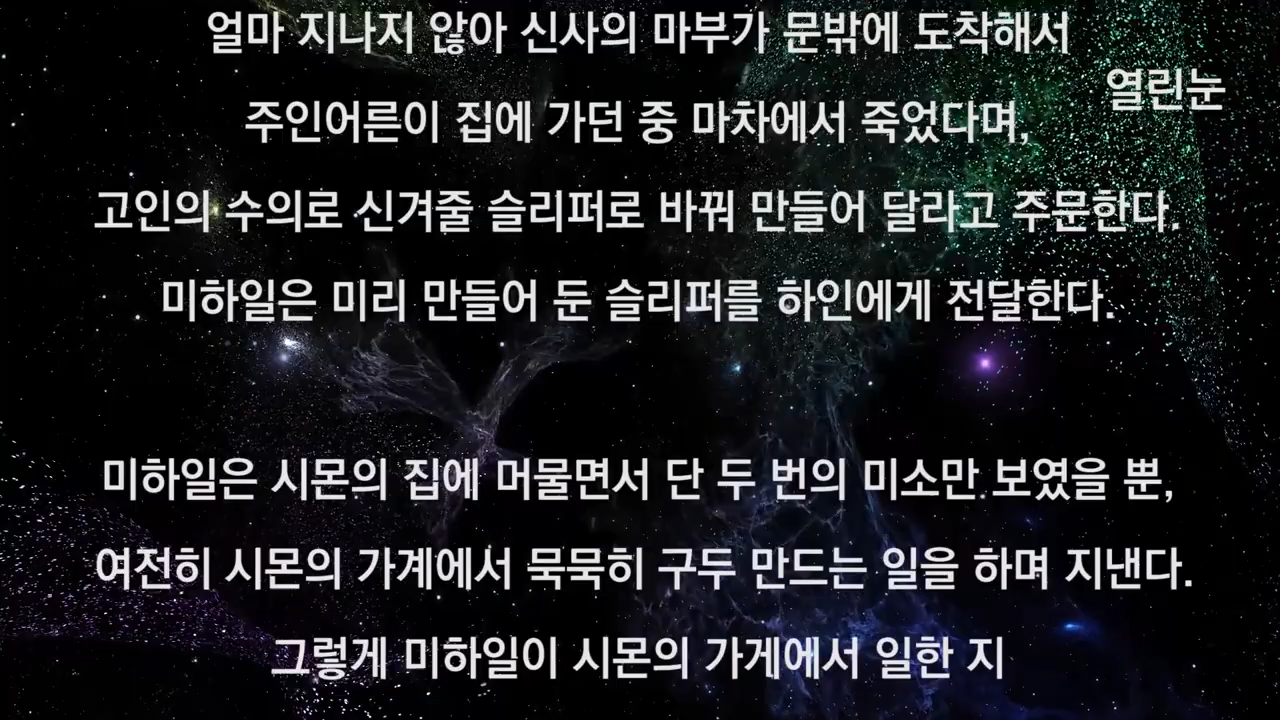 얼마 지나지 않아 신사의 마부가 문밖에 도착해서
열린눈
주인어른이 집에 가던 중 마차에서 죽었다며,
고인의 수의로 신겨줄 슬리퍼로 바꿔 만들어 달라고 주문한다.
미하일은 미리 만들어 둔 슬리퍼를 하인에게 전달한다.
미하일은 시몬의 집에 머물면서 단 두 번의 미소만 보였을 뿐,
여전히 시몬의 가계에서 묵묵히 구두 만드는 일을 하며 지낸다.
그렇게 미하일이 시몬의 가게에서 일한 지